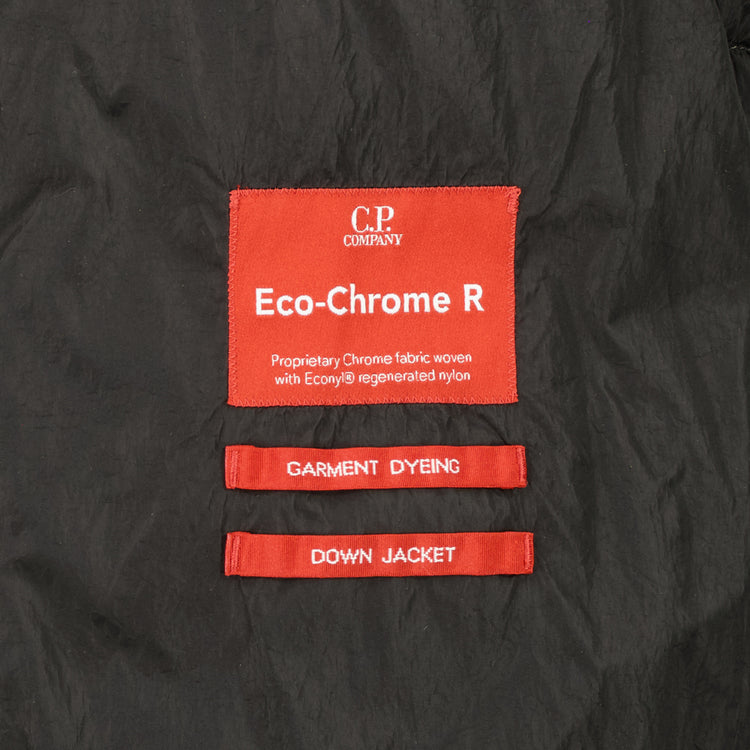 C.P.
COMPANY
Eco-Chrome R
Proprietary Chrome fabric woven
with Econyl® regenerated nylon
GARMENT DYEING
DOWN JACKET